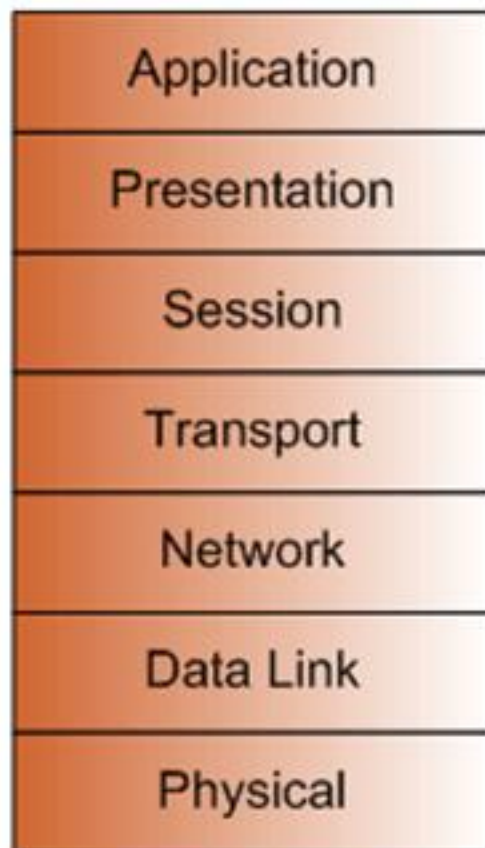 Application
Presentation
Session
Transport
Network
Data Link
Physical